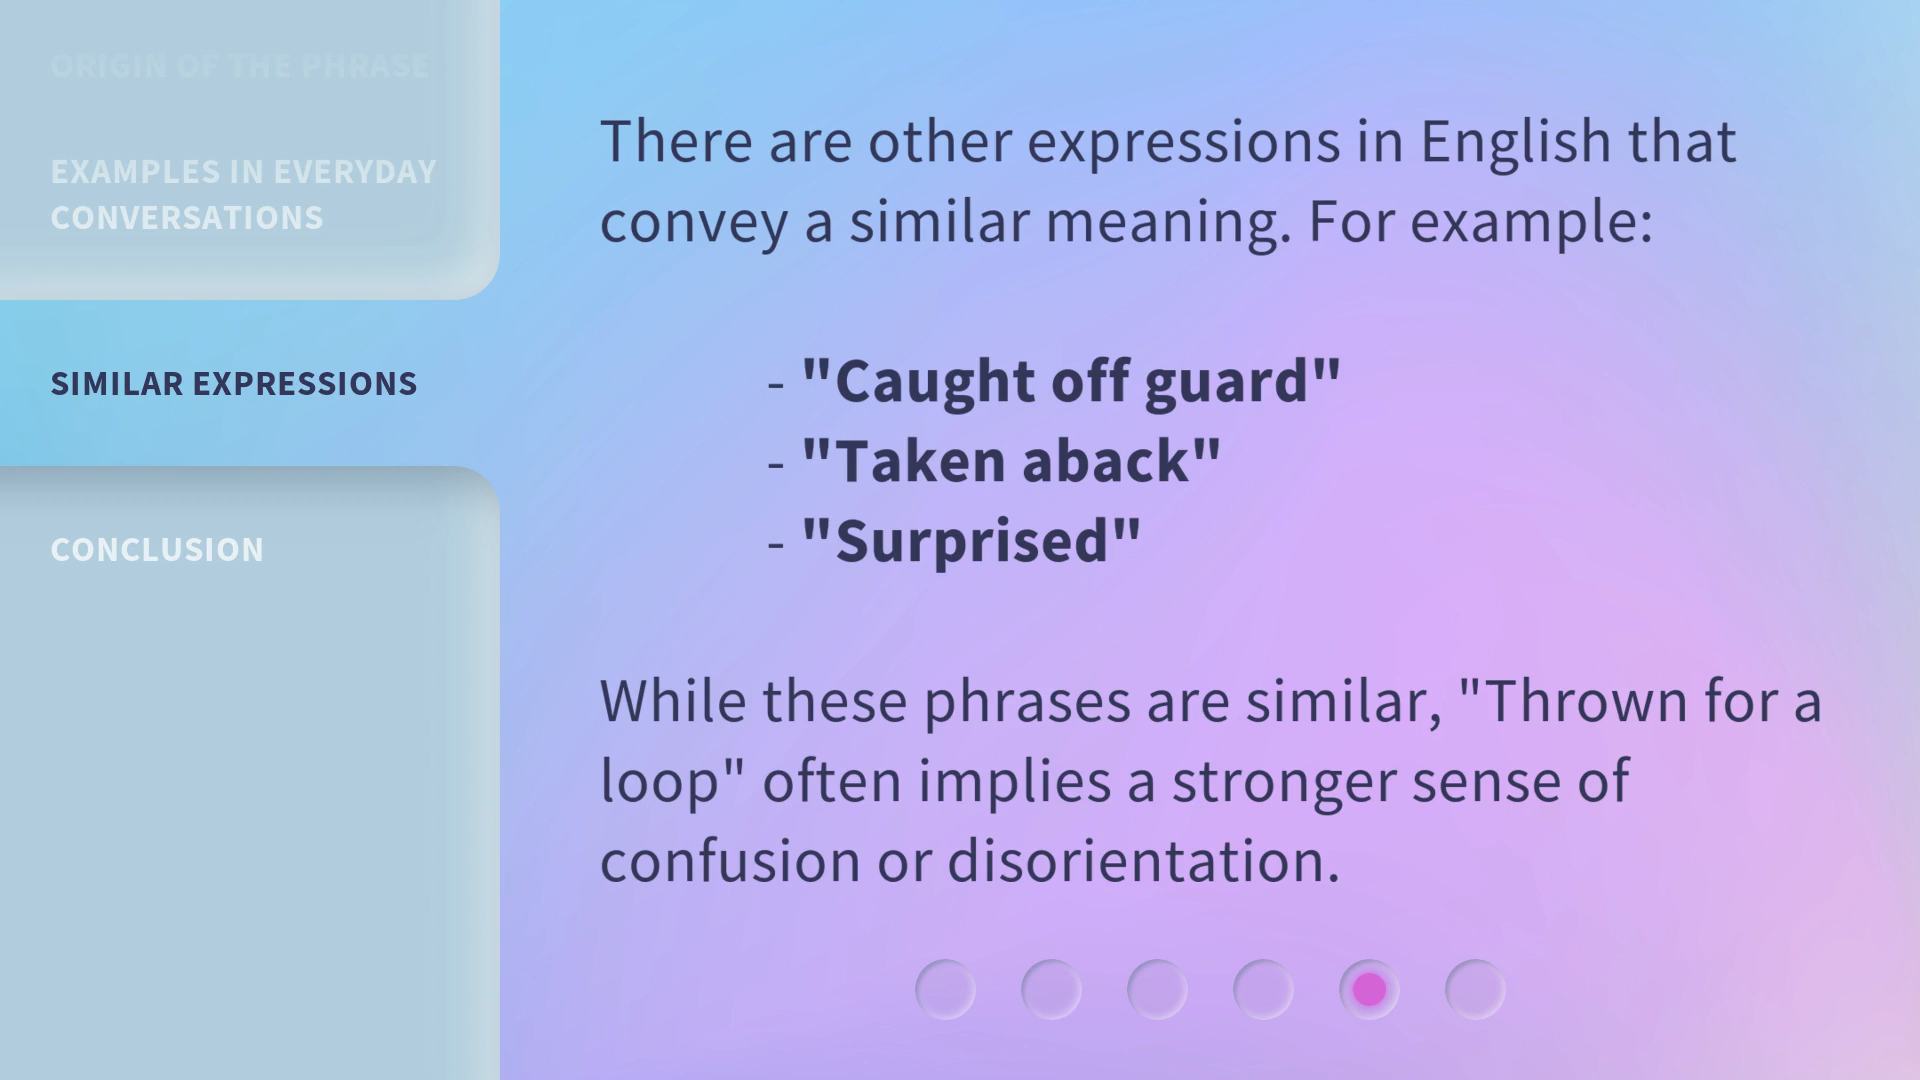 ORIGIN OF THE PHRASE
EXAMPLES IN EVERYDAY
CONVERSATIONS
SIMILAR EXPRESSIONS
CONCLUSION
There are other expressions in English that
convey a similar meaning. For example:
- "Caught off guard"
- "Taken aback"
- "Surprised"
While these phrases are similar, "Thrown for a
loop" often implies a stronger sense of
confusion or disorientation.